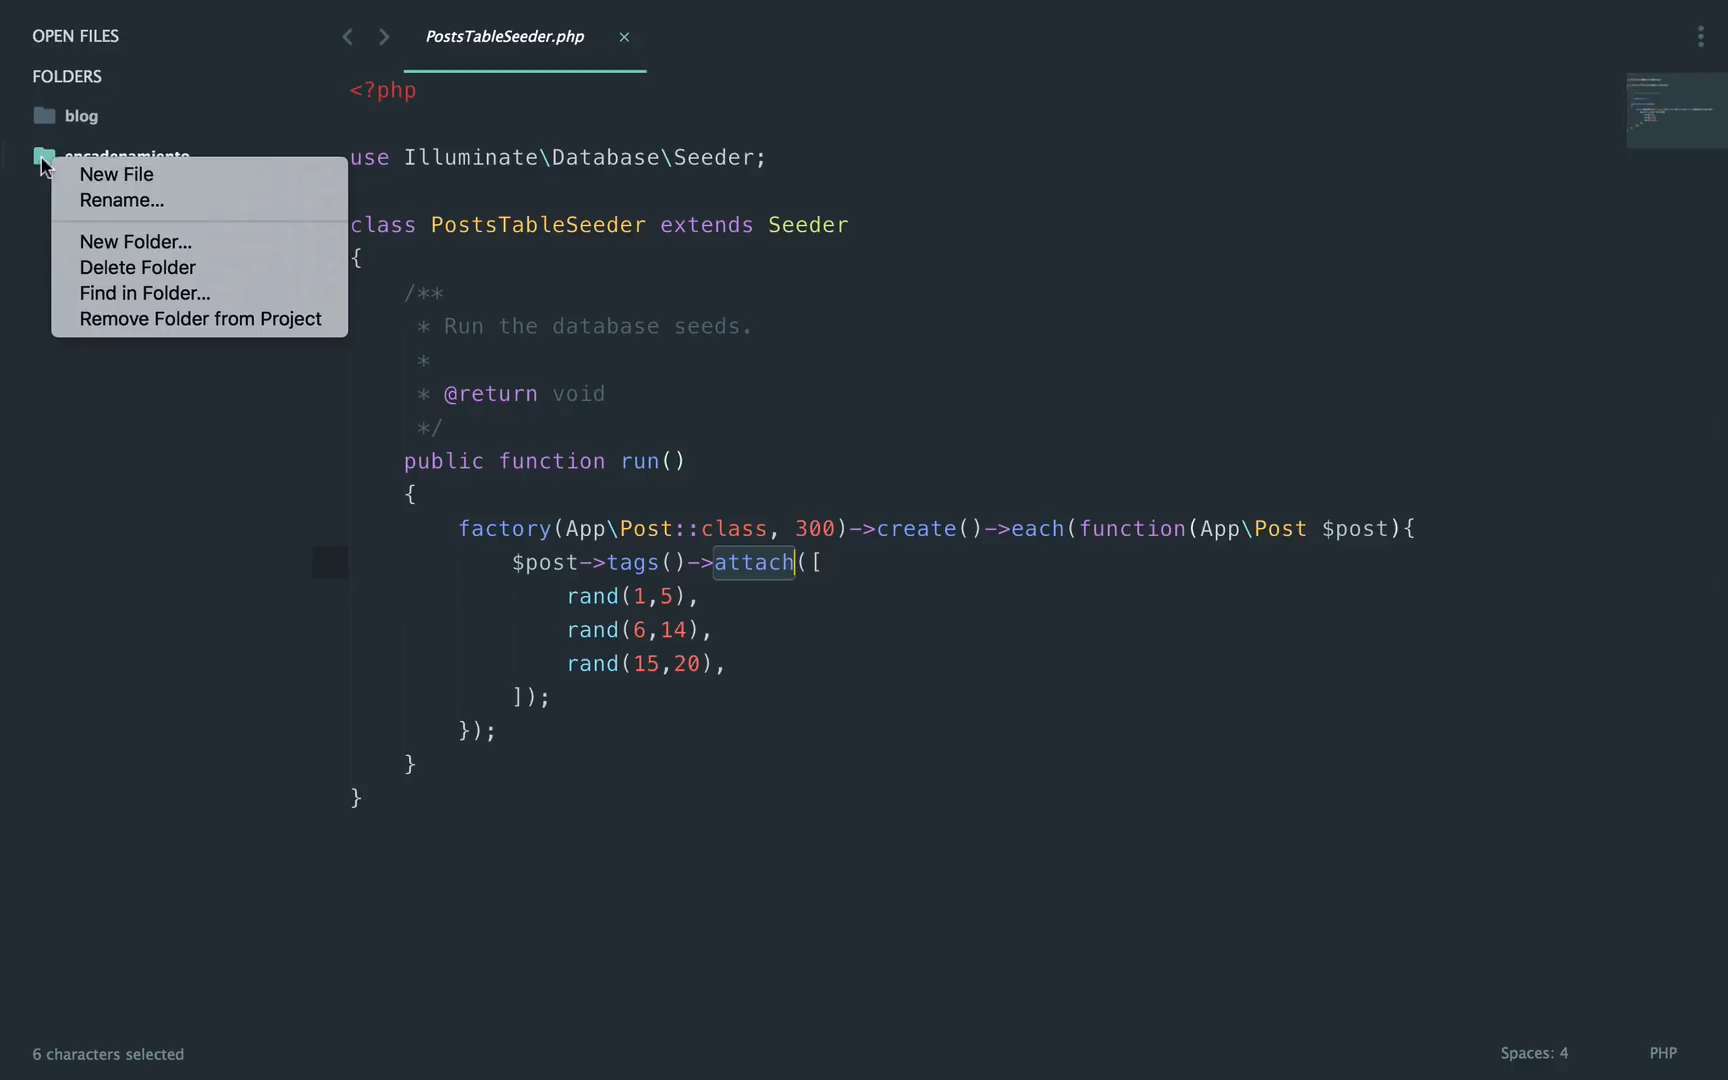 OPEN FILES
FOLDERS
blog
encadenamiento
New File
Rename...
New Folder...
Delete Folder
Find in Folder...
Remove Folder from Project
PostsTableSeeder.php ×
<?php
use Illuminate\Database\Seeder;
class PostsTableSeeder extends Seeder
{
/**
* Run the database seeds.
*
* @return void
*/
public function run()
{
factory(App\Post::class, 300)->create()->each(function(App\Post $post){
$post->tags()->attach([
rand(1,5),
rand(6,14),
rand(15,20),
]);
});
}
}
6 characters selected
Spaces: 4
PHP